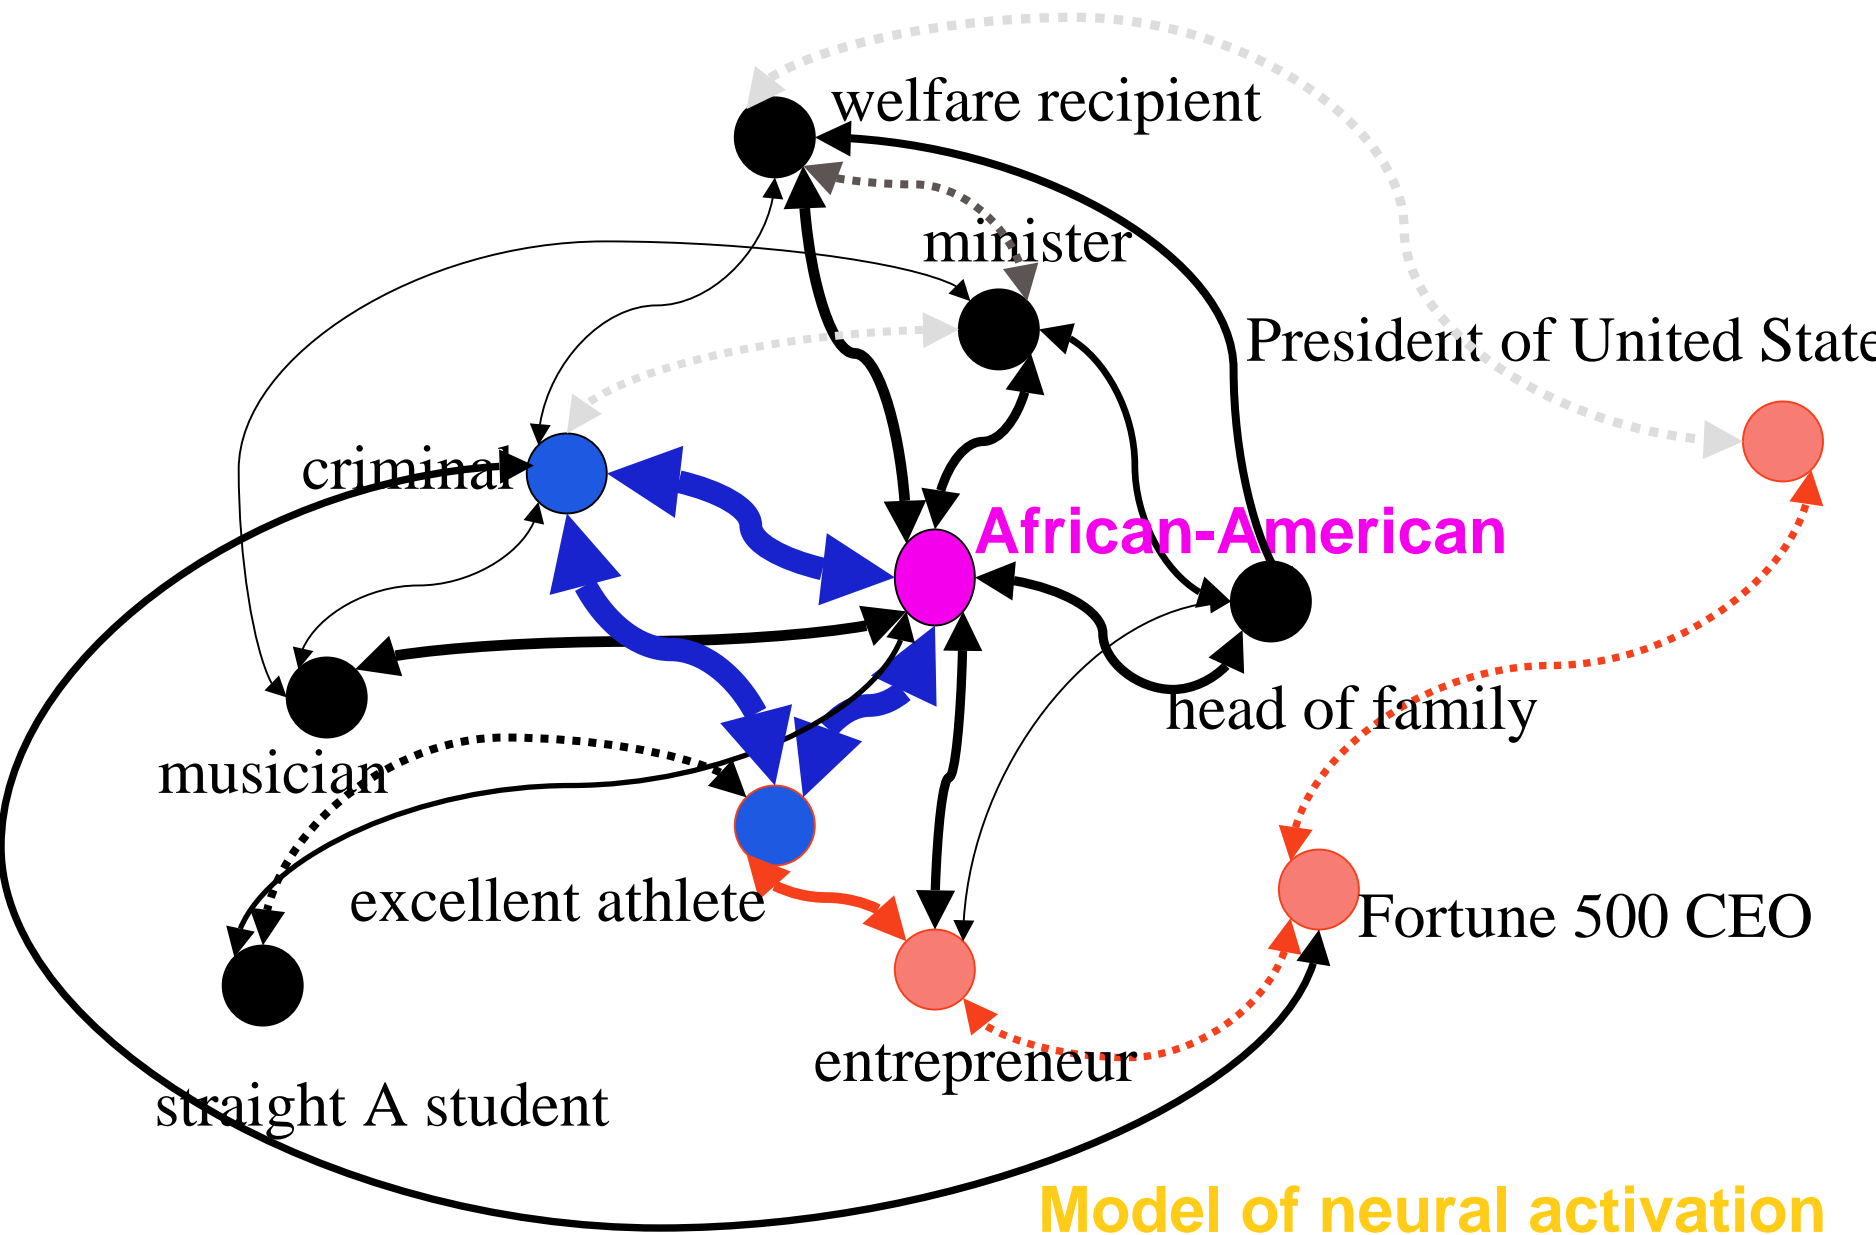 welfare recipient
minister
President of United State
criminal
African-American
head of family
musician
excellent athlete
Fortune 500 CEO
entrepreneur
straight A student
Model of neural activation